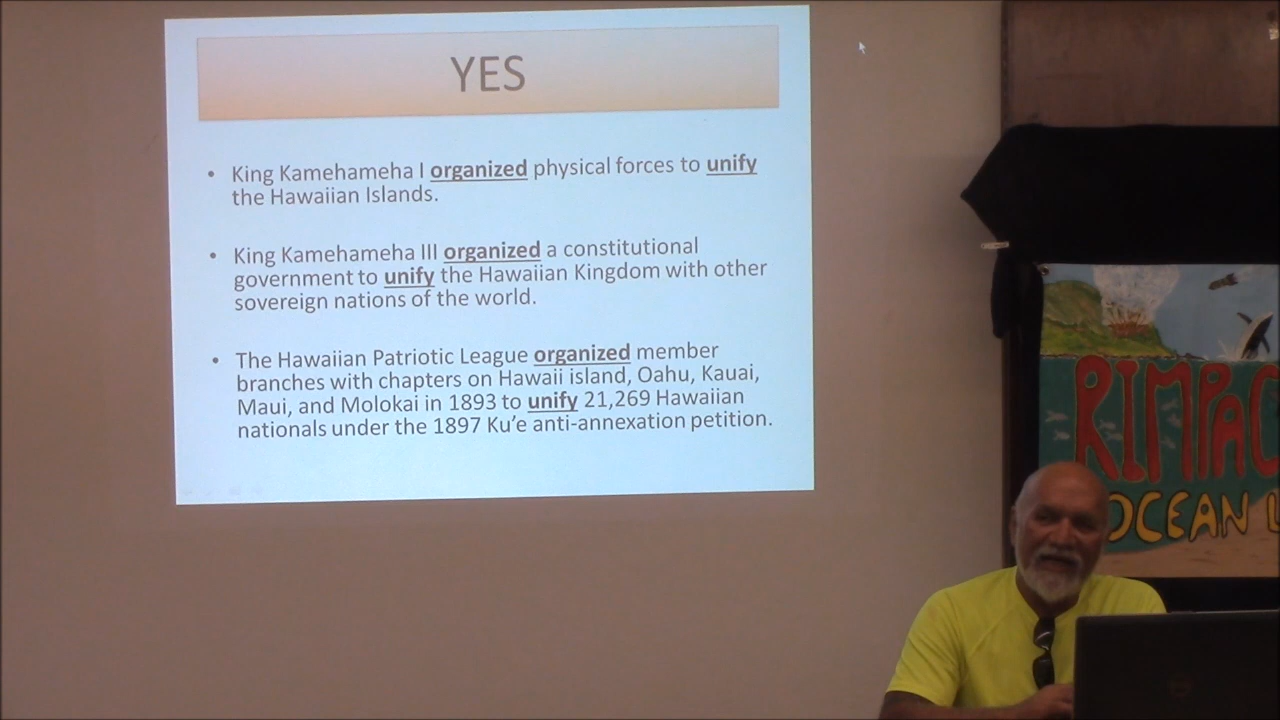 YES
• King Kamehameha I organized physical forces to unify
the Hawaiian Islands.
• King Kamehameha III organized a constitutional
government to unify the Hawaiian Kingdom with other
sovereign nations of the world.
• The Hawaiian Patriotic League organized member
branches with chapters on Hawaii island, Oahu, Kauai,
Maui, and Molokai in 1893 to unify 21,269 Hawaiian
nationals under the 1897 Ku’e anti-annexation petition.
RIMPAC
OCEAN